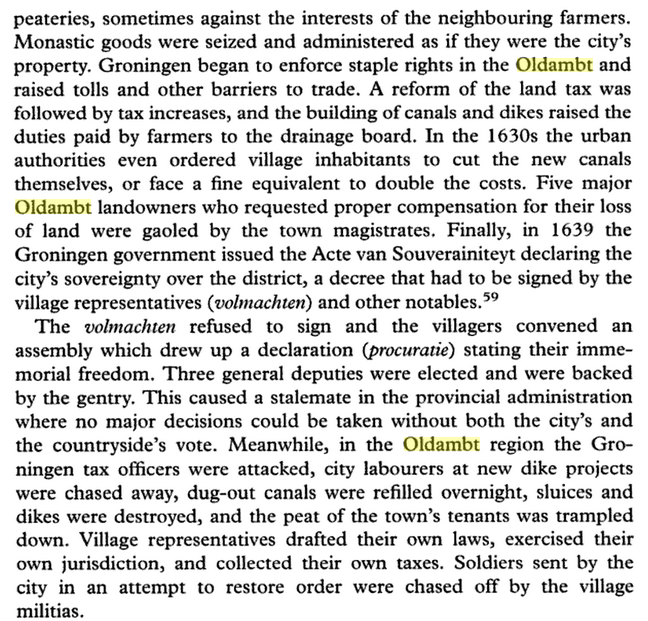 peateries, sometimes against the interests of the neighbouring farmers.
Monastic goods were seized and administered as if they were the city's
property. Groningen began to enforce staple rights in the Oldambt and
raised tolls and other barriers to trade. A reform of the land tax was
followed by tax increases, and the building of canals and dikes raised the
duties paid by farmers to the drainage board. In the 1630s the urban
authorities even ordered village inhabitants to cut the new canals
themselves, or face a fine equivalent to double the costs. Five major
Oldambt landowners who requested proper compensation for their loss
of land were gaoled by the town magistrates. Finally, in 1639 the
Groningen government issued the Acte van Souverainiteyt declaring the
city's sovereignty over the district, a decree that had to be signed by the
village representatives (volmachten) and other notables.59
The volmachten refused to sign and the villagers convened an
assembly which drew up a declaration (procuratie) stating their imme-
morial freedom. Three general deputies were elected and were backed
by the gentry. This caused a stalemate in the provincial administration
where no major decisions could be taken without both the city's and
the countryside's vote. Meanwhile, in the Oldambt region the Gro-
ningen tax officers were attacked, city labourers at new dike projects
were chased away, dug-out canals were refilled overnight, sluices and
dikes were destroyed, and the peat of the town's tenants was trampled
down. Village representatives drafted their own laws, exercised their
own jurisdiction, and collected their own taxes. Soldiers sent by the
city in an attempt to restore order were chased off by the village
militias.